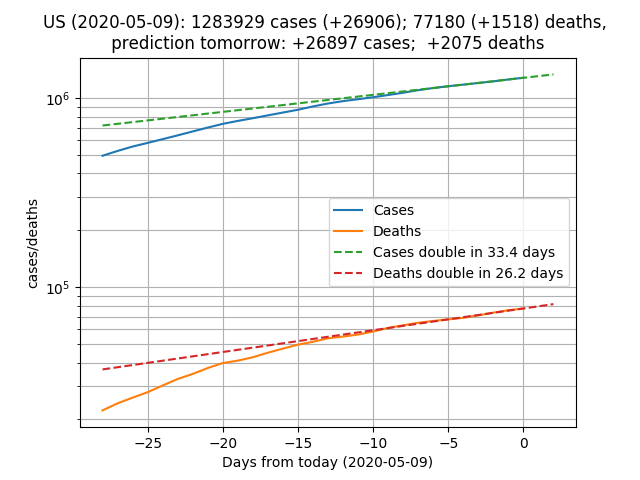 US (2020-05-09): 1283929 cases (+26906); 77180 (+1518) deaths,
prediction tomorrow: +26897 cases;  +2075 deaths
10^6
10^5
cases/deaths
Cases
Deaths
Cases double in 33.4 days
Deaths double in 26.2 days
−25 −20 −15 −10 −5 0
Days from today (2020-05-09)